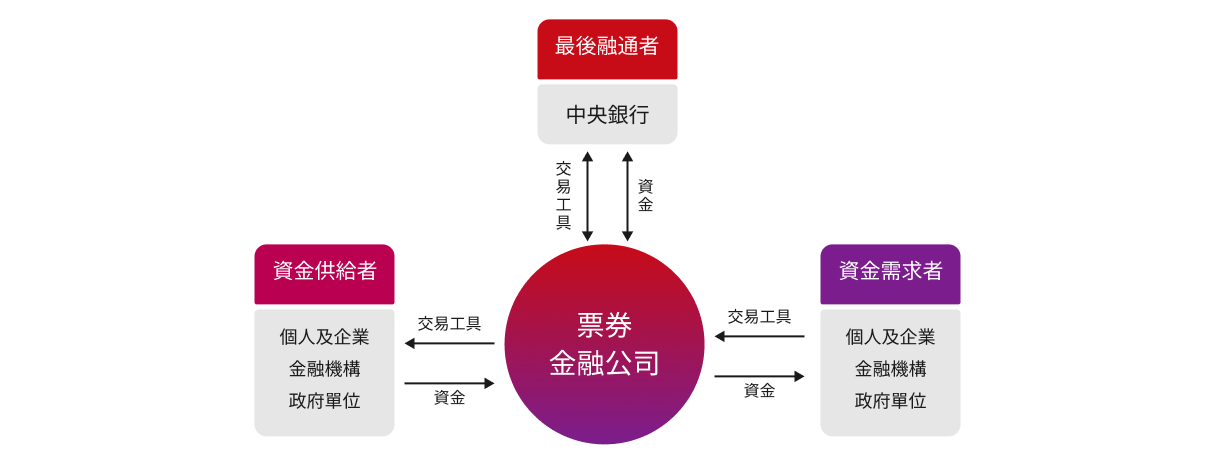 最後融通者
中央銀行
交易工具
資金
資金供給者
個人及企業
金融機構
政府單位
交易工具
資金
票券
金融公司
交易工具
資金
資金需求者
個人及企業
金融機構
政府單位